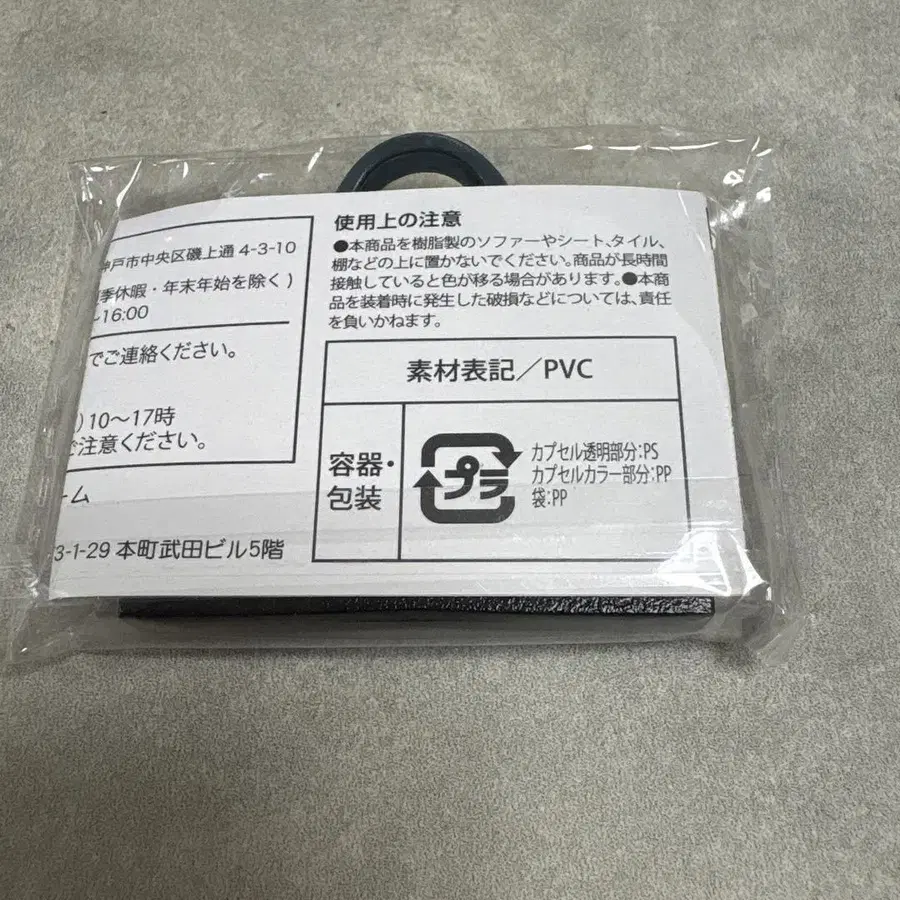 神戸市中央区磯上通 4-3-10
季休暇・年末年始を除く)
~16:00
でご連絡ください。
)10~17時
ご注意ください。
ーム
3-1-29 本町武田ビル5階
使用上の注意
●本商品を樹脂製のソファーやシート、タイル、
棚などの上に置かないでください。商品が長時間
接触していると色が移る場合があります。●本商
品を装着時に発生した破損などについては、責任
を負いかねます。
素材表記/PVC
容器・
包装
プラ
カプセル透明部分:PS
カプセルカラー部分:PP
袋:PP